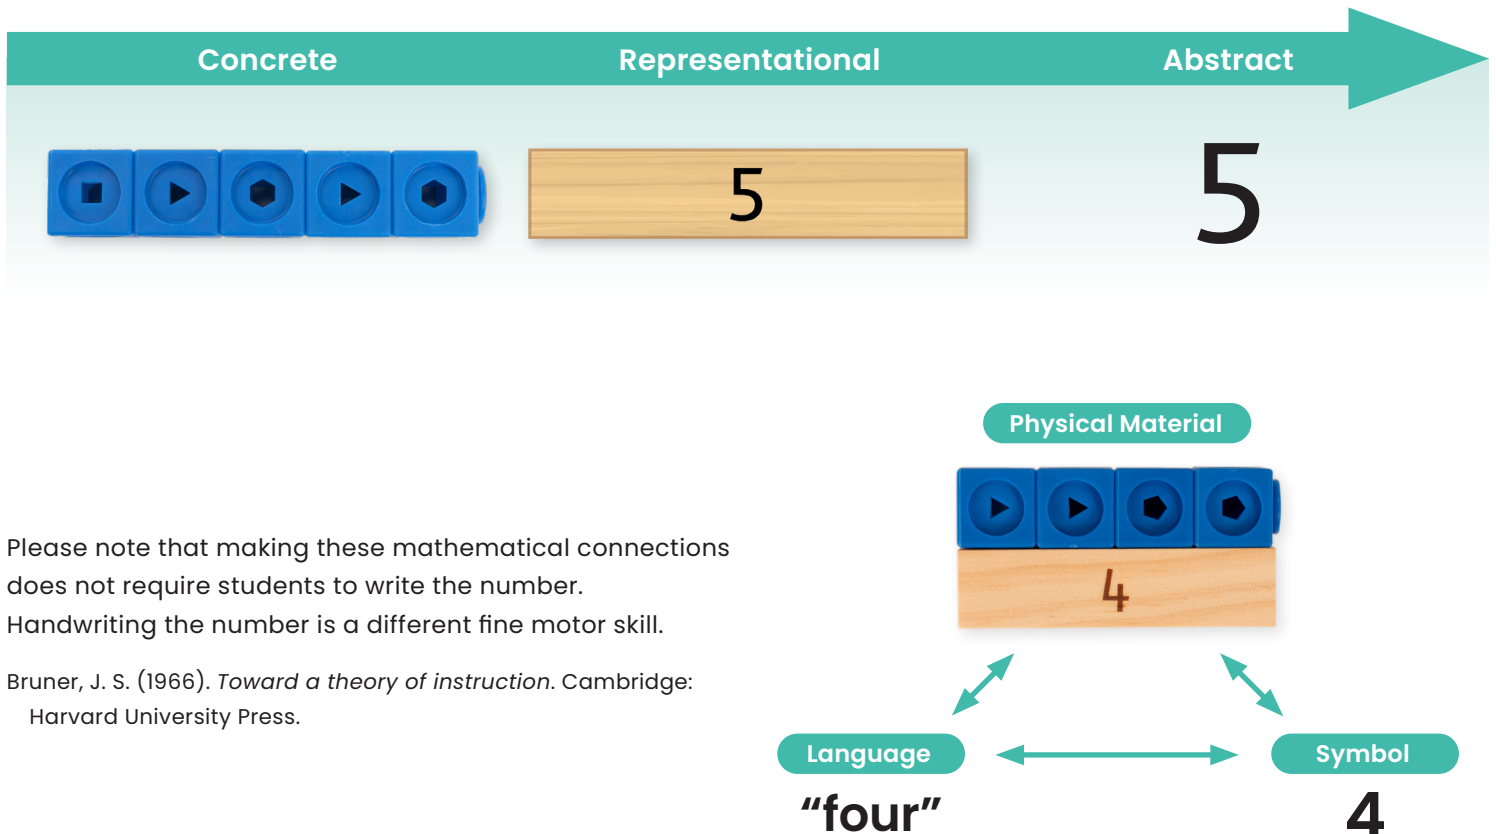 Concrete Representational Abstract
5 5
Physical Material
4
Please note that making these mathematical connections
does not require students to write the number.
Handwriting the number is a different fine motor skill.
Bruner, J. S. (1966). Toward a theory of instruction. Cambridge:
Harvard University Press.
Language Symbol
“four” 4